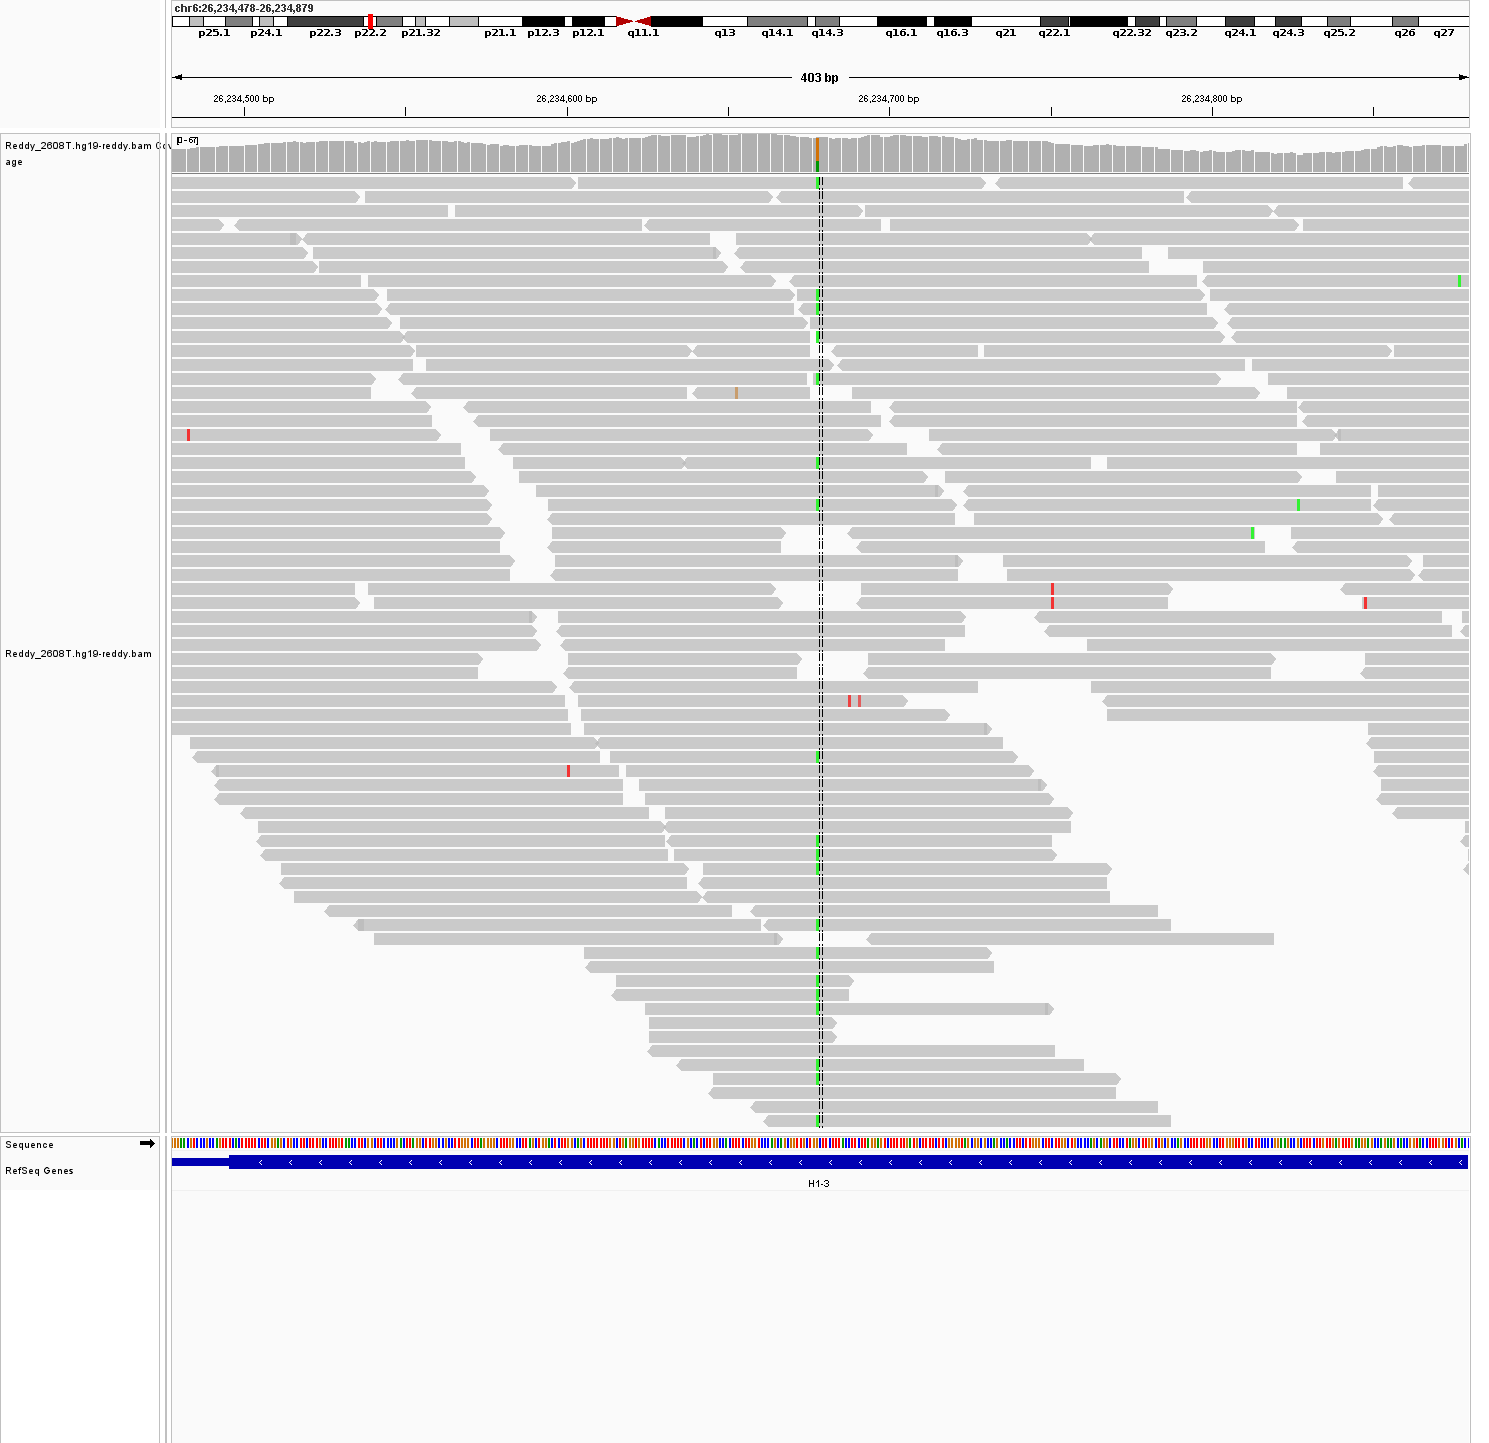 chr6:26,234,478-26,234,879
p25.1 p24.1 p22.3 p22.2 p21.32 p21.1 p12.3 p12.1 q11.1 q13 q14.1 q14.3 q16.1 q16.3 q21 q22.1 q22.32 q23.2 q24.1 q24.3 q25.2 q26 q27
403 bp
26,234,500 bp 26,234,600 bp 26,234,700 bp 26,234,800 bp
[0 - 67]
Reddy_2608T.hg19-reddy.bam Cov
age
Reddy_2608T.hg19-reddy.bam
Sequence
RefSeq Genes
H1-3